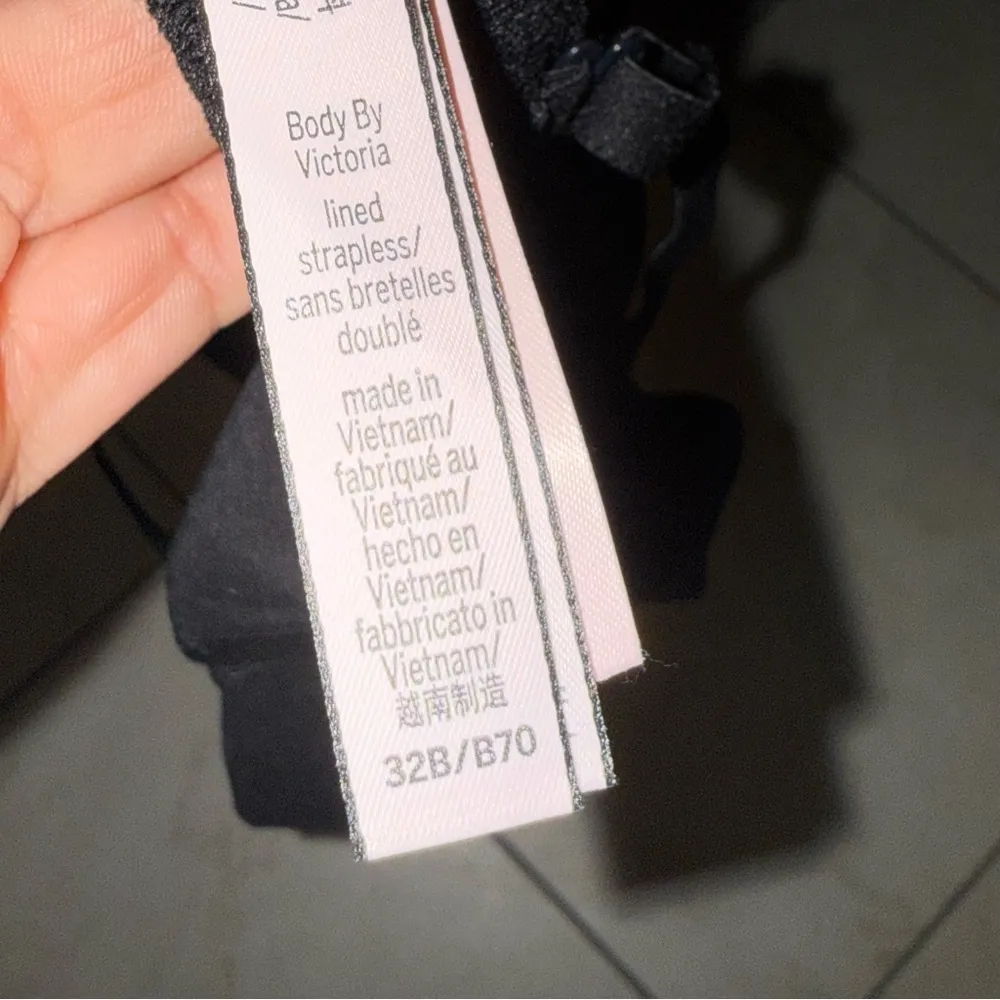 Body By
Victoria
lined
strapless/
sans bretelles
doublé
made in
Vietnam/
fabriqué au
Vietnam/
hecho en
Vietnam/
fabbricato in
Vietnam/
越南制造
32B/B70